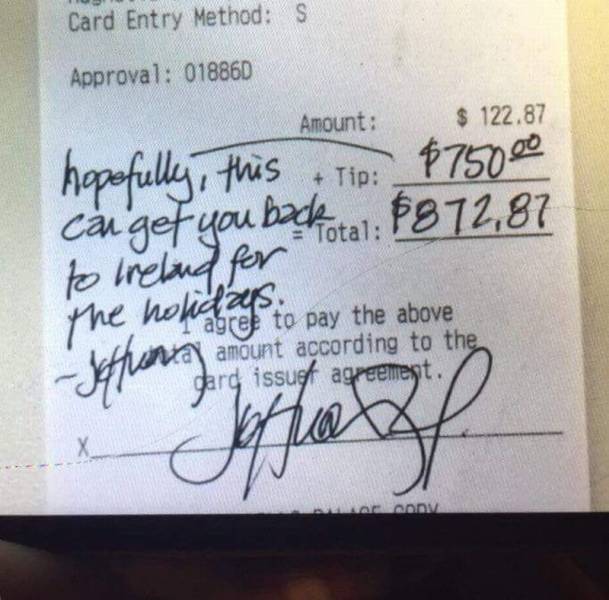 Card Entry Method: S
Approval: 01886D
Amount: $ 122.87
+ Tip: $750 00
= Total: $872.87
hopefully, this
can get you back
to Ireland for
the holidays.
I agree to pay the above
amount according to the
card issuer agreement.
X
COPY